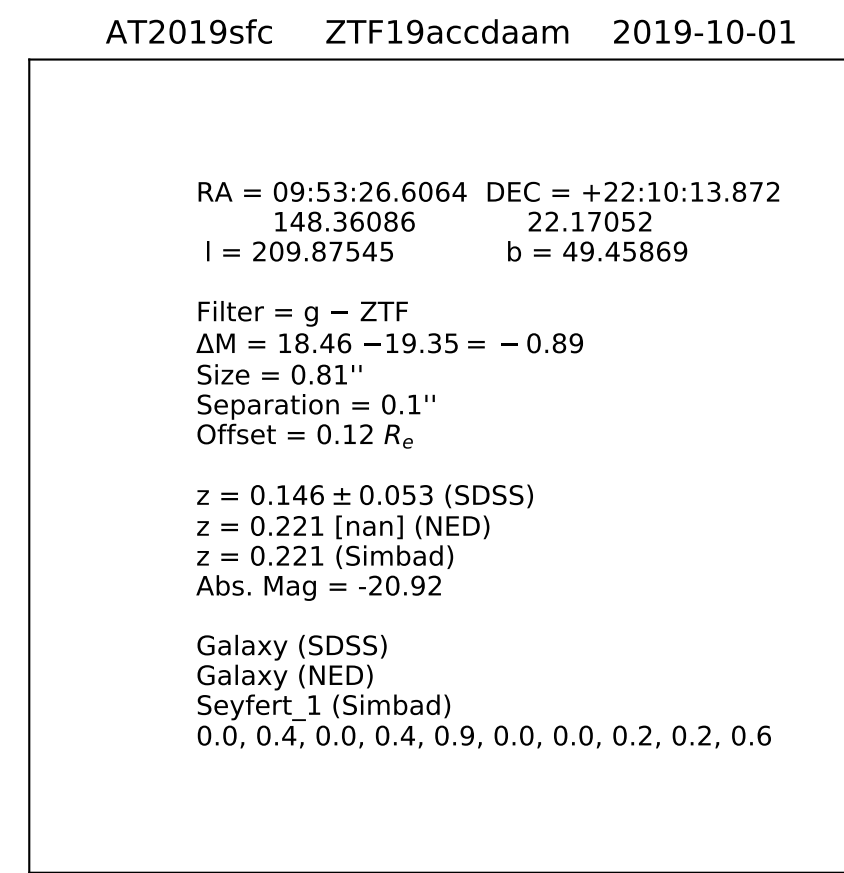 AT2019sfc ZTF19accdaam 2019-10-01
RA = 09:53:26.6064 DEC = +22:10:13.872
148.36086 22.17052
l = 209.87545 b = 49.45869
Filter = g − ZTF
ΔM = 18.46 −19.35 = − 0.89
Size = 0.81''
Separation = 0.1''
Offset = 0.12 Rₑ
z = 0.146 ± 0.053 (SDSS)
z = 0.221 [nan] (NED)
z = 0.221 (Simbad)
Abs. Mag = -20.92
Galaxy (SDSS)
Galaxy (NED)
Seyfert_1 (Simbad)
0.0, 0.4, 0.0, 0.4, 0.9, 0.0, 0.0, 0.2, 0.2, 0.6